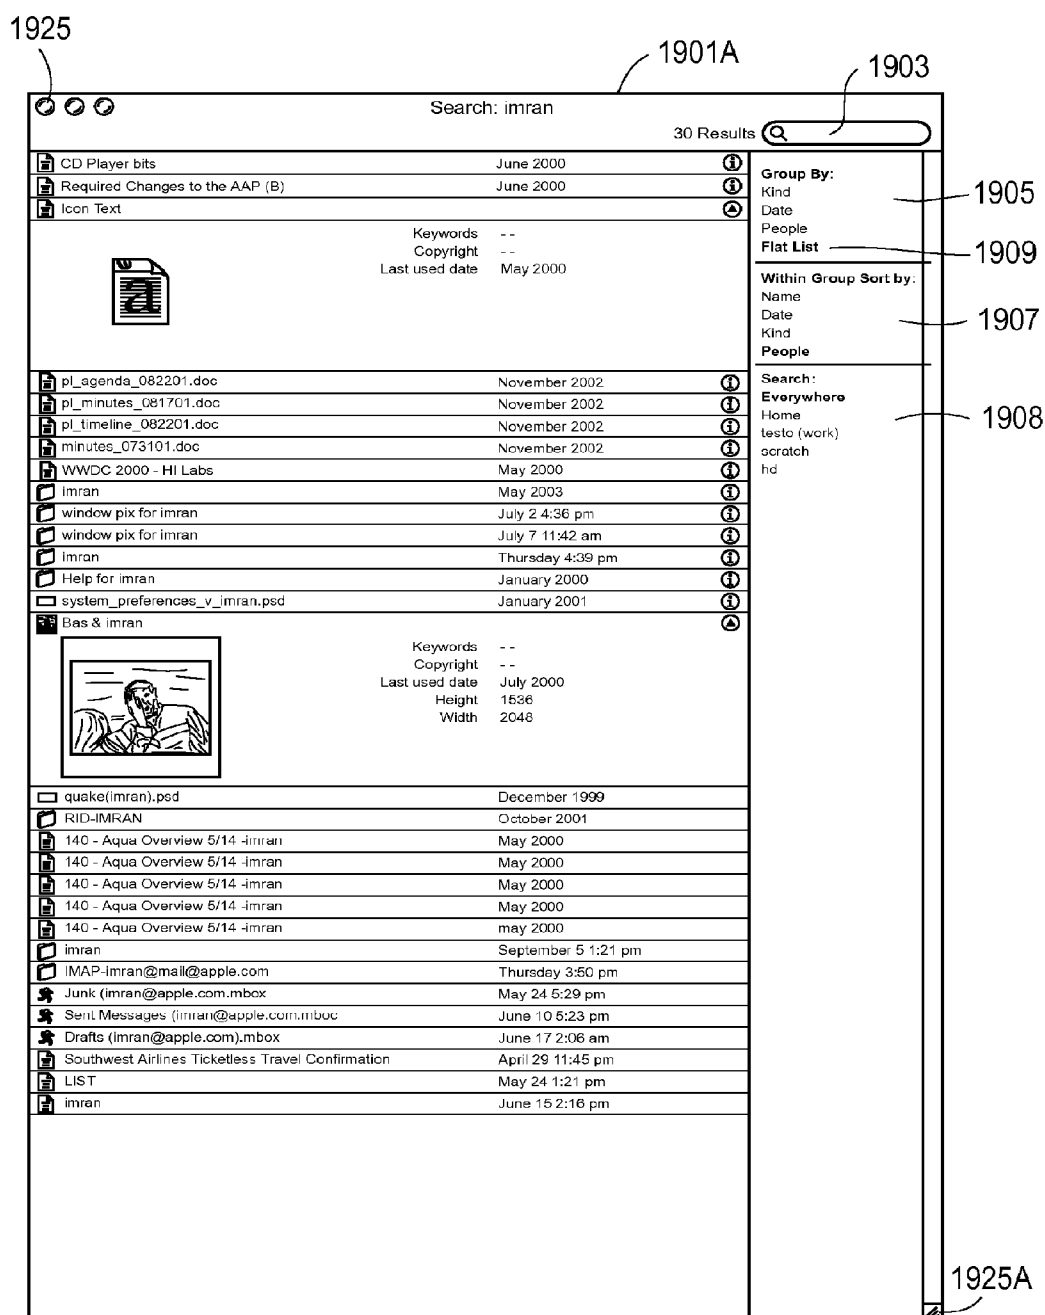 1925
1901A
1903
Search: imran
30 Results
CD Player bits June 2000
Required Changes to the AAP (B) June 2000
Icon Text
Keywords - -
Copyright - -
Last used date May 2000
a
pl_agenda_082201.doc November 2002
pl_minutes_081701.doc November 2002
pl_timeline_082201.doc November 2002
minutes_073101.doc November 2002
WWDC 2000 - HI Labs May 2000
imran May 2003
window pix for imran July 2 4:36 pm
window pix for imran July 7 11:42 am
imran Thursday 4:39 pm
Help for imran January 2000
system_preferences_v_imran.psd January 2001
Bas & imran
Keywords - -
Copyright - -
Last used date July 2000
Height 1536
Width 2048
quake(imran).psd December 1999
RID-IMRAN October 2001
140 - Aqua Overview 5/14 -imran May 2000
140 - Aqua Overview 5/14 -imran May 2000
140 - Aqua Overview 5/14 -imran May 2000
140 - Aqua Overview 5/14 -imran May 2000
140 - Aqua Overview 5/14 -imran may 2000
imran September 5 1:21 pm
IMAP-imran@mail@apple.com Thursday 3:50 pm
Junk (imran@apple.com.mbox May 24 5:29 pm
Sent Messages (imran@apple.com.mboc June 10 5:23 pm
Drafts (imran@apple.com).mbox June 17 2:06 am
Southwest Airlines Ticketless Travel Confirmation April 29 11:45 pm
LIST May 24 1:21 pm
imran June 15 2:16 pm
Group By:
Kind
Date
People
Flat List
1905
1909
Within Group Sort by:
Name
Date
Kind
People
1907
Search:
Everywhere
Home
testo (work)
scratch
hd
1908
1925A